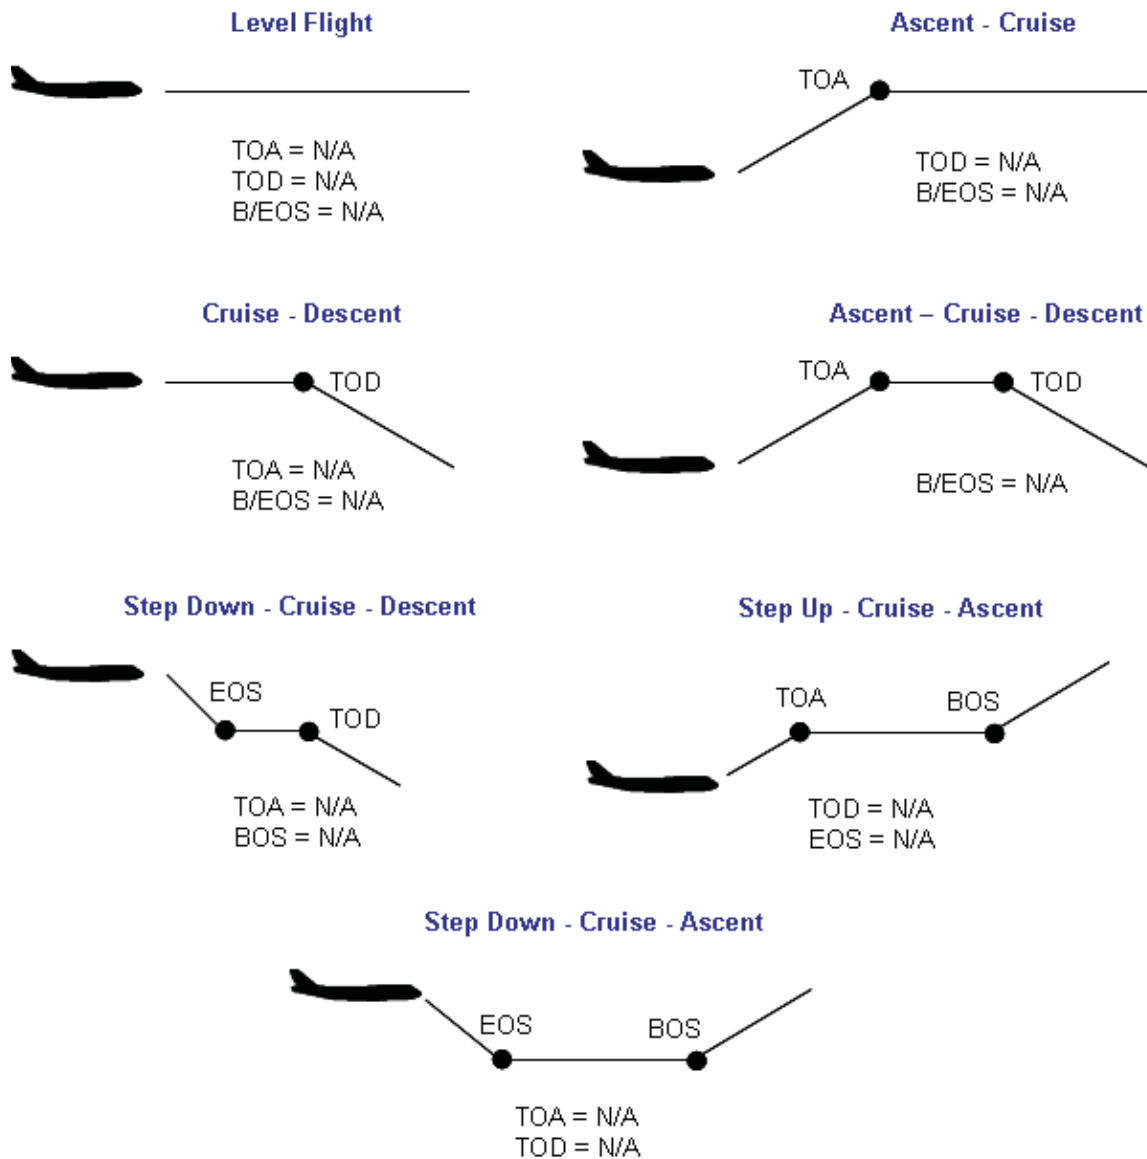 Level Flight
TOA = N/A
TOD = N/A
B/EOS = N/A
Ascent - Cruise
TOA
TOD = N/A
B/EOS = N/A
Cruise - Descent
TOD
TOA = N/A
B/EOS = N/A
Ascent – Cruise - Descent
TOA
TOD
B/EOS = N/A
Step Down - Cruise - Descent
EOS
TOD
TOA = N/A
BOS = N/A
Step Up - Cruise - Ascent
TOA
BOS
TOD = N/A
EOS = N/A
Step Down - Cruise - Ascent
EOS
BOS
TOA = N/A
TOD = N/A